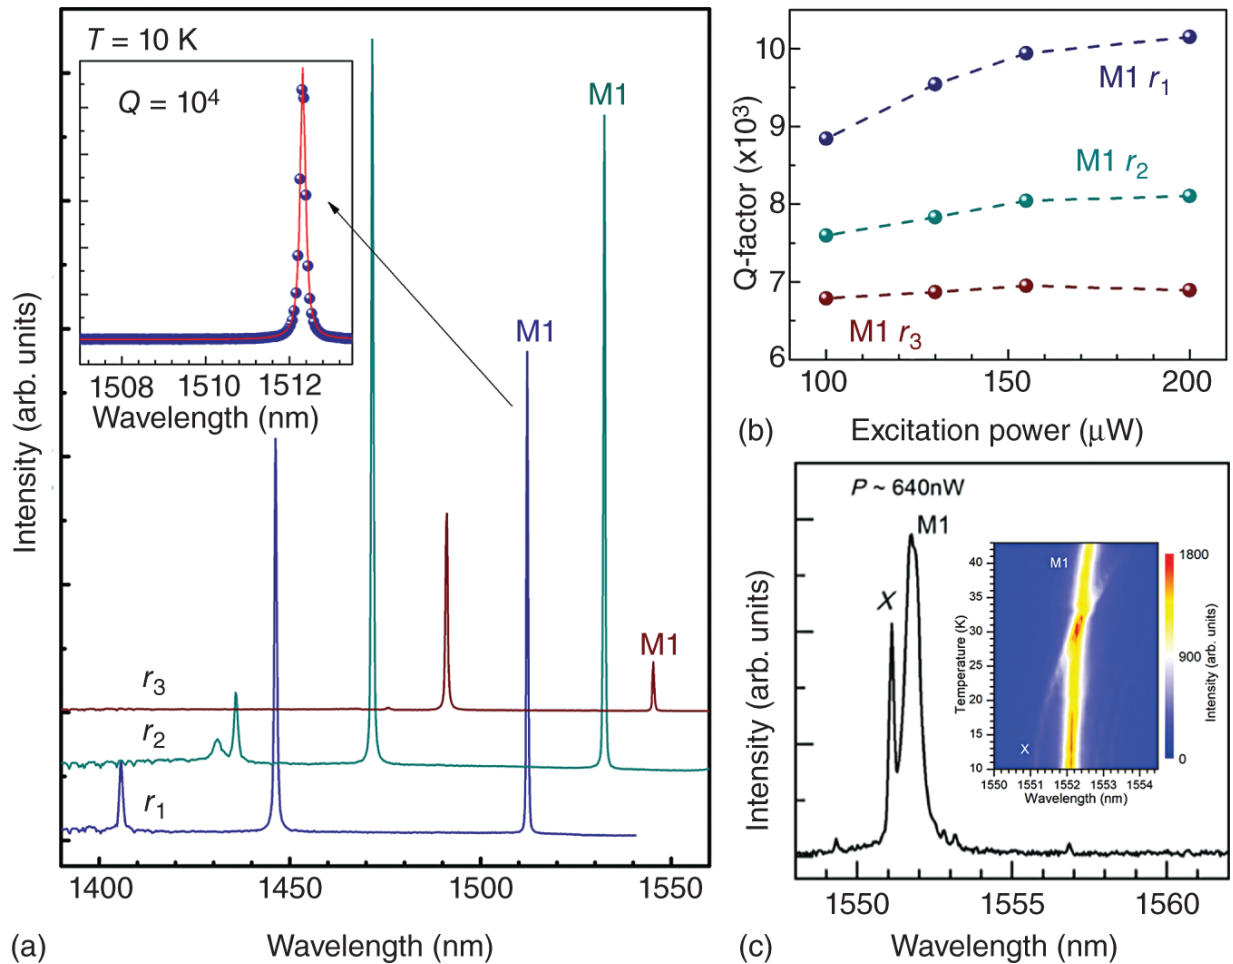 T = 10 K
Q = 10⁴
1508 1510 1512
Wavelength (nm)
M1
M1
M1
r₃
r₂
r₁
Intensity (arb. units)
1400 1450 1500 1550
(a) Wavelength (nm)
10
9
8
7
6
Q-factor (x10³)
M1 r₁
M1 r₂
M1 r₃
100 150 200
(b) Excitation power (μW)
P ~ 640nW
M1
X
Intensity (arb. units)
40
35
30
25
20
15
10
Temperature (K)
M1
X
1550 1551 1552 1553 1554
Wavelength (nm)
1800
900
0
Intensity (arb. units)
1550 1555 1560
(c) Wavelength (nm)